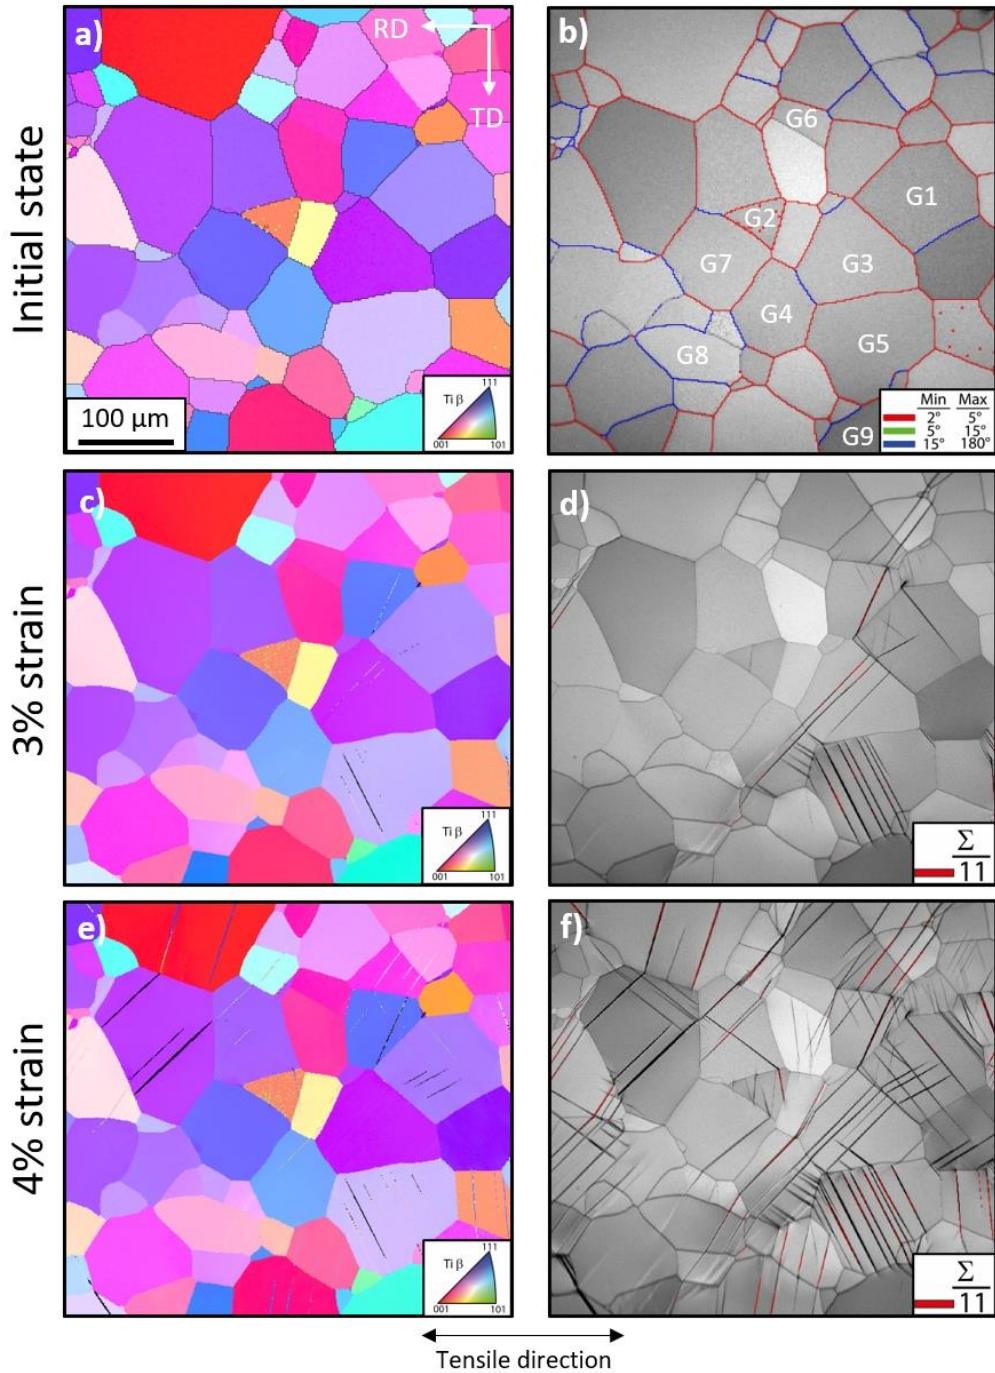 Initial state
a)
RD
TD
100 µm
Ti β
111
001
101
b)
G6
G1
G2
G7
G3
G4
G8
G5
G9
Min Max
2° 5°
5° 15°
15° 180°
3% strain
c)
Ti β
111
001
101
d)
Σ
11
4% strain
e)
Ti β
111
001
101
f)
Σ
11
Tensile direction